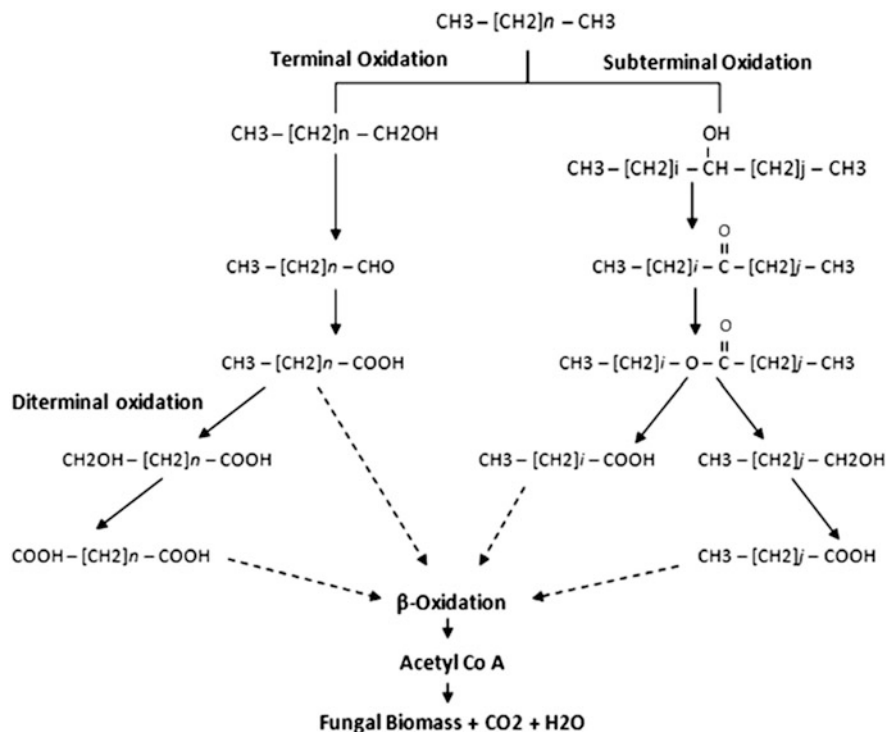 CH3 – [CH2]n – CH3
Terminal Oxidation
Subterminal Oxidation
CH3 – [CH2]n – CH2OH
OH
CH3 – [CH2]i – CH – [CH2]j – CH3
O
CH3 – [CH2]n – CHO
CH3 – [CH2]i – C – [CH2]j – CH3
O
CH3 – [CH2]n – COOH
CH3 – [CH2]i – O – C – [CH2]j – CH3
Diterminal oxidation
CH2OH – [CH2]n – COOH
CH3 – [CH2]i – COOH
CH3 – [CH2]j – CH2OH
COOH – [CH2]n – COOH
CH3 – [CH2]j – COOH
β-Oxidation
Acetyl Co A
Fungal Biomass + CO2 + H2O